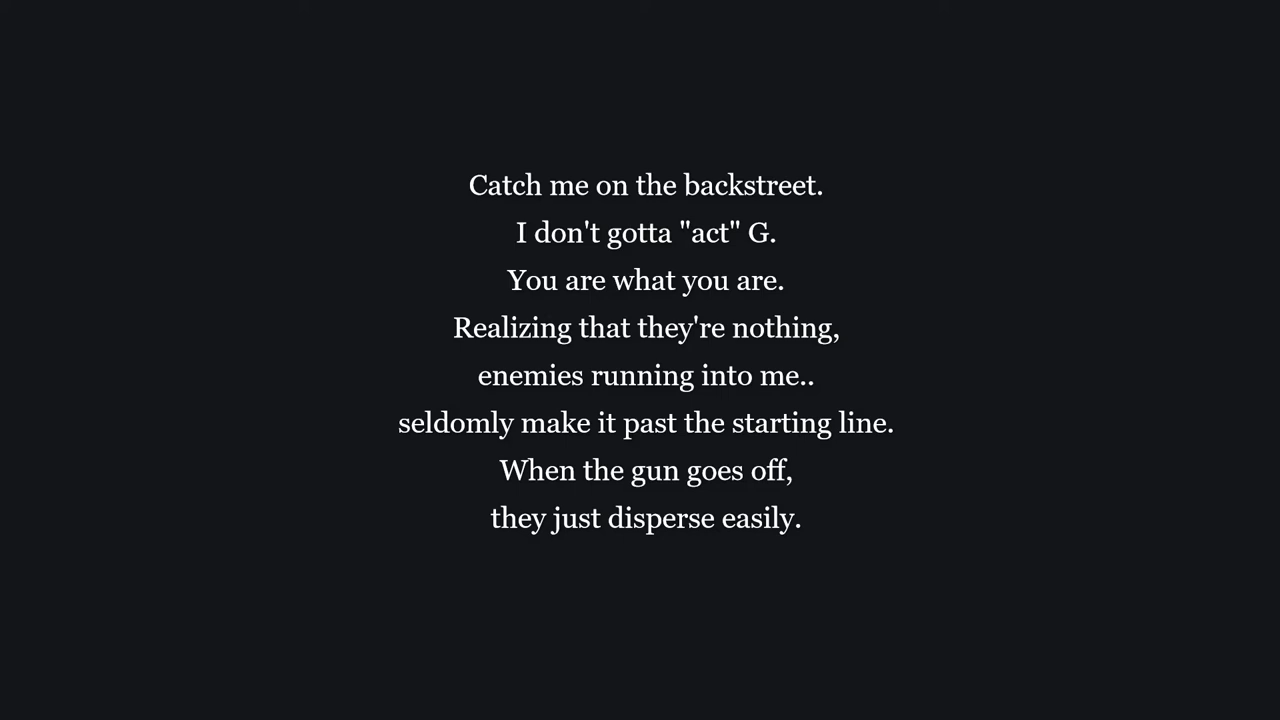 Catch me on the backstreet.
I don't gotta "act" G.
You are what you are.
Realizing that they're nothing,
enemies running into me..
seldomly make it past the starting line.
When the gun goes off,
they just disperse easily.